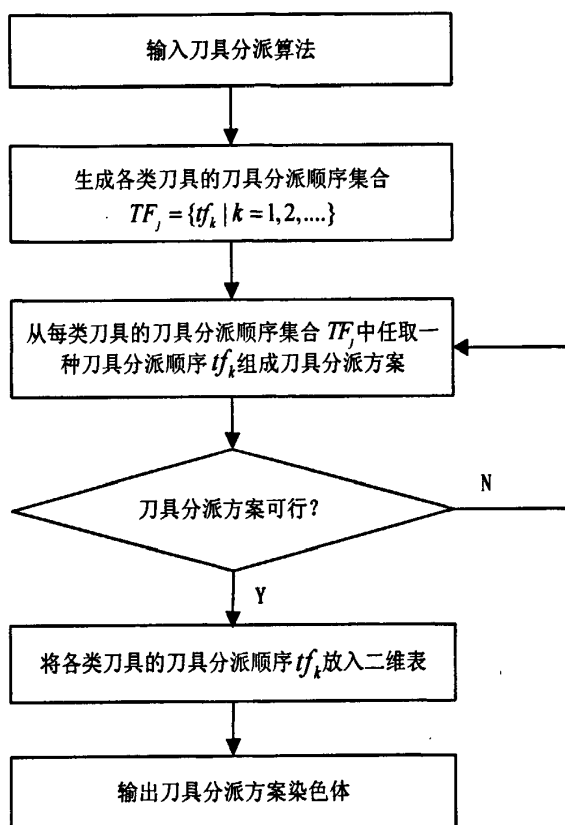 输入刀具分派算法
生成各类刀具的刀具分派顺序集合
TF_j = {tf_k | k = 1, 2, ....}
从每类刀具的刀具分派顺序集合 TF_j 中任取一
种刀具分派顺序 tf_k 组成刀具分派方案
刀具分派方案可行？
N
Y
将各类刀具的刀具分派顺序 tf_k 放入二维表
输出刀具分派方案染色体